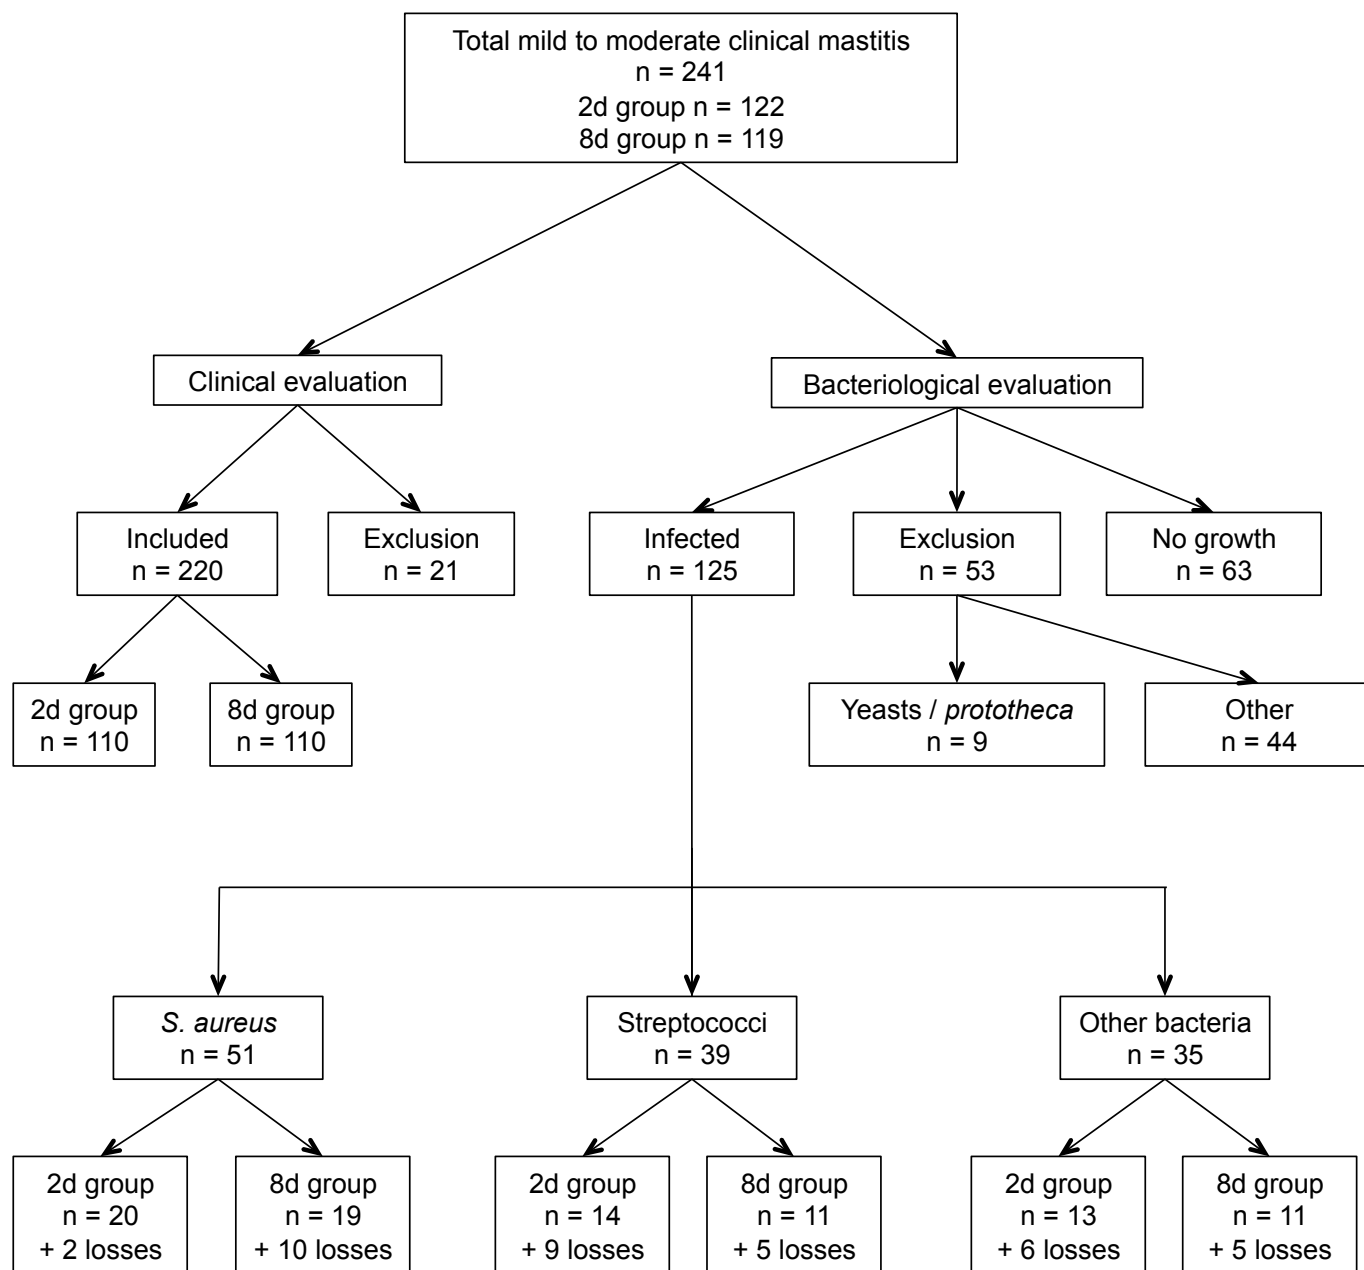 Total mild to moderate clinical mastitis
n = 241
2d group n = 122
8d group n = 119
Clinical evaluation
Bacteriological evaluation
Included
n = 220
Exclusion
n = 21
Infected
n = 125
Exclusion
n = 53
No growth
n = 63
2d group
n = 110
8d group
n = 110
Yeasts / prototheca
n = 9
Other
n = 44
S. aureus
n = 51
Streptococci
n = 39
Other bacteria
n = 35
2d group
n = 20
+ 2 losses
8d group
n = 19
+ 10 losses
2d group
n = 14
+ 9 losses
8d group
n = 11
+ 5 losses
2d group
n = 13
+ 6 losses
8d group
n = 11
+ 5 losses